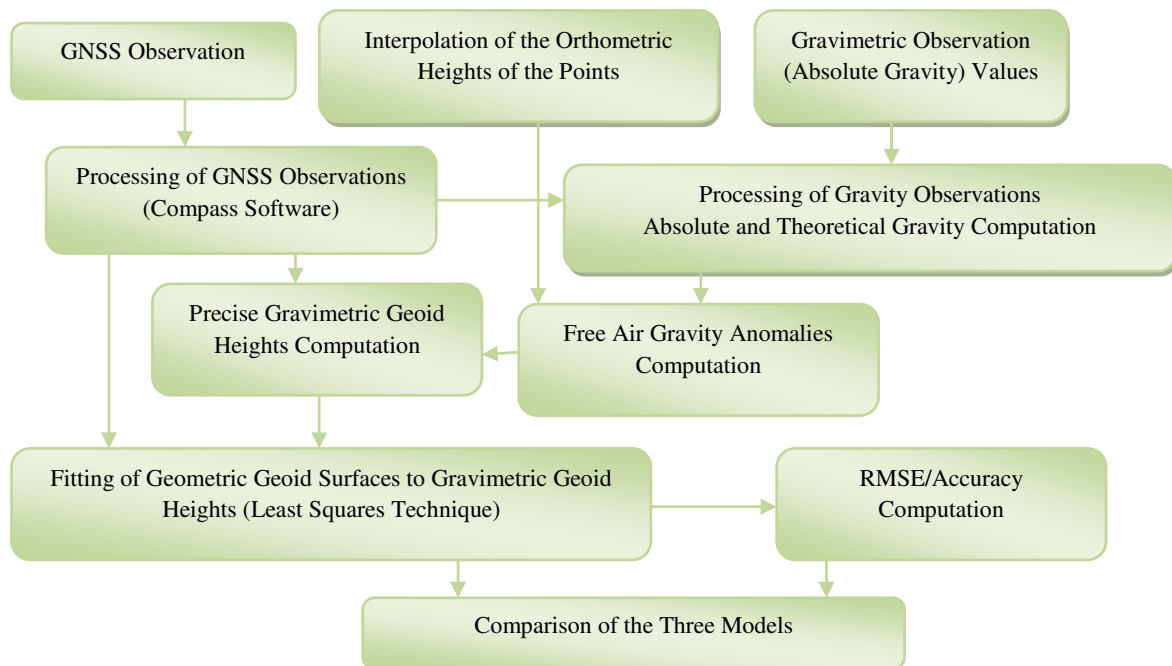 GNSS Observation
Interpolation of the Orthometric
Heights of the Points
Gravimetric Observation
(Absolute Gravity) Values
Processing of GNSS Observations
(Compass Software)
Processing of Gravity Observations
Absolute and Theoretical Gravity Computation
Precise Gravimetric Geoid
Heights Computation
Free Air Gravity Anomalies
Computation
Fitting of Geometric Geoid Surfaces to Gravimetric Geoid
Heights (Least Squares Technique)
RMSE/Accuracy
Computation
Comparison of the Three Models